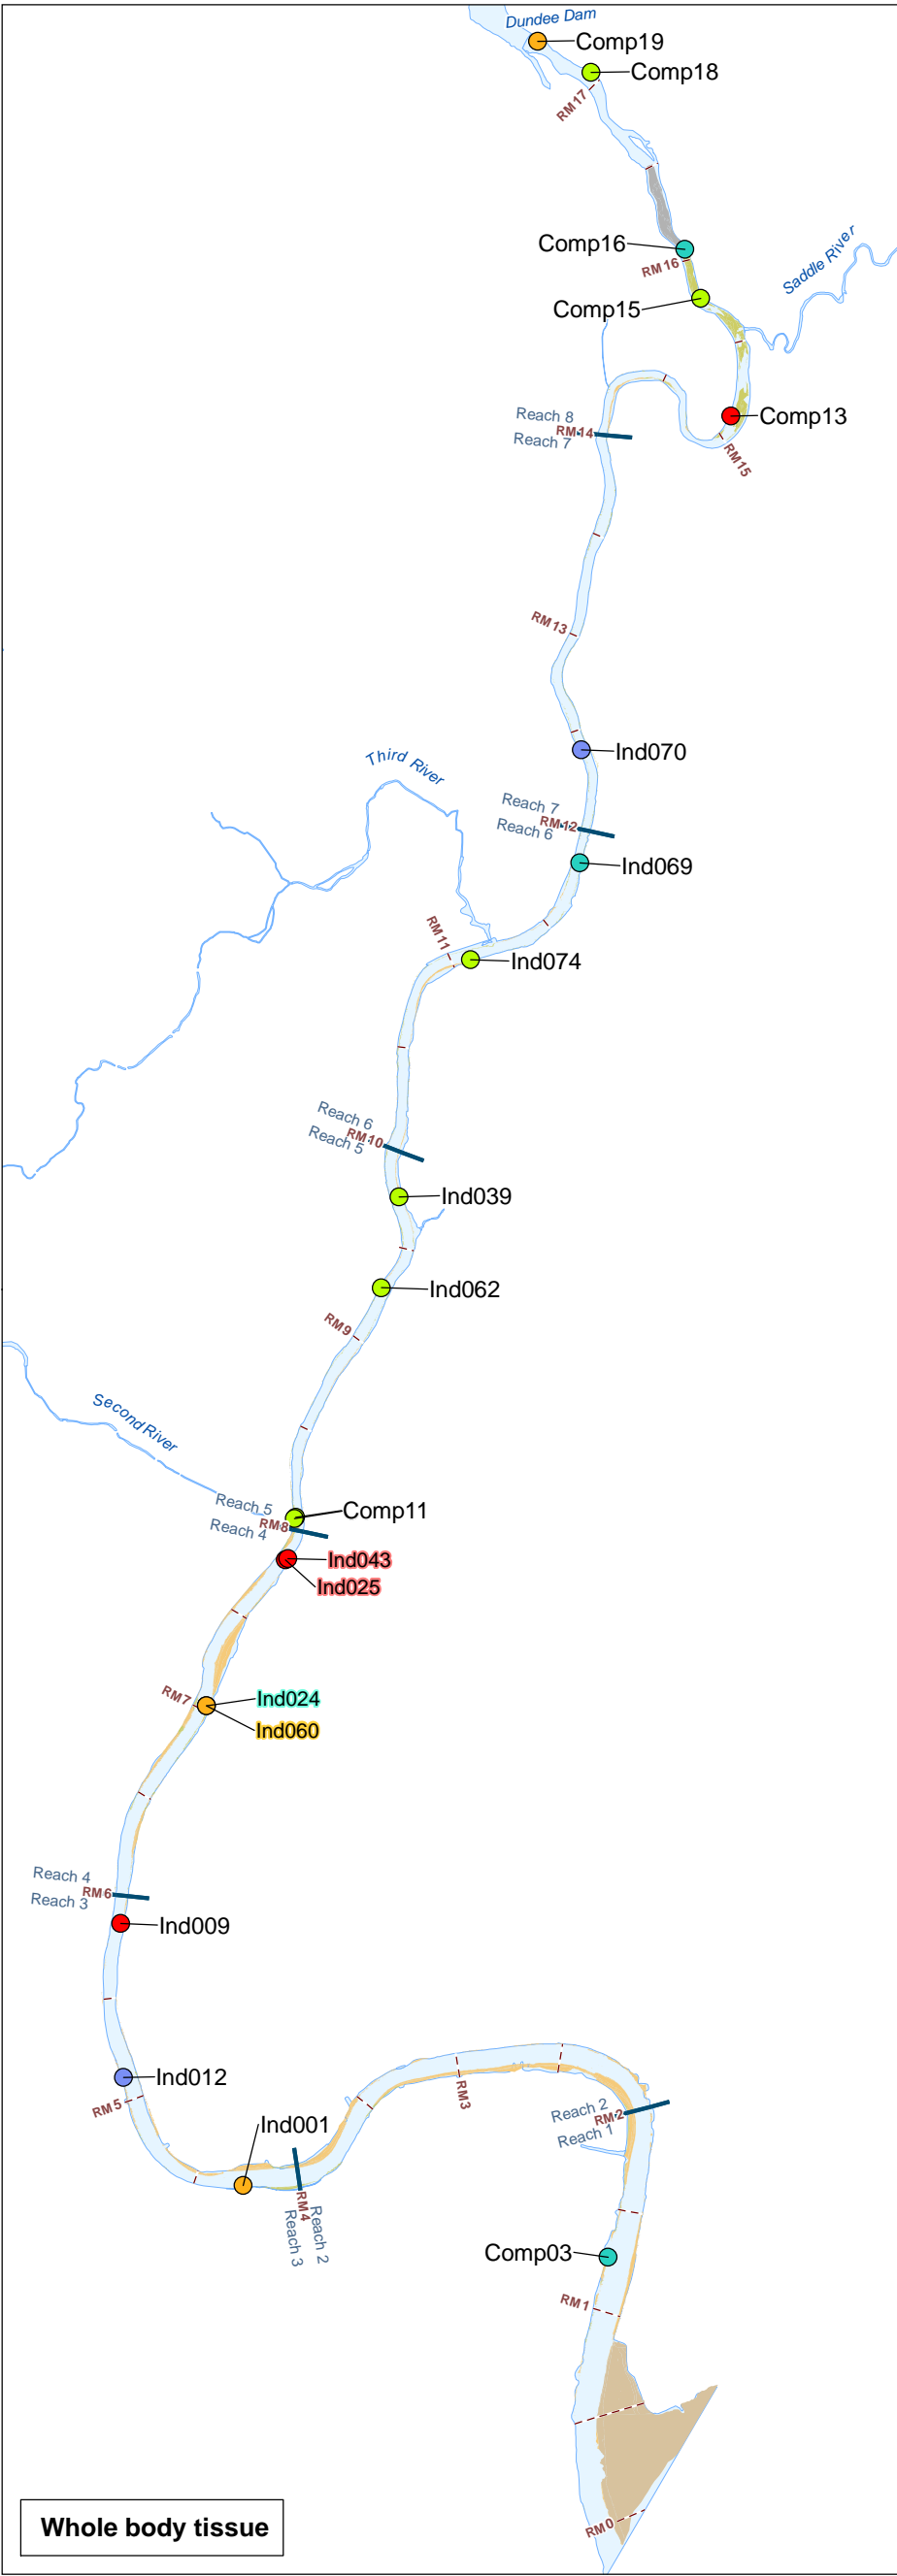 Dundee Dam
Comp19
Comp18
RM17
Comp16
RM16
Saddle River
Comp15
Comp13
Reach 8
RM14
Reach 7
RM15
RM13
Ind070
Third River
Reach 7
RM12
Reach 6
Ind069
RM11
Ind074
Reach 6
RM10
Reach 5
Ind039
Ind062
RM9
Second River
Reach 5
Comp11
RM8
Reach 4
Ind043
Ind025
RM7
Ind024
Ind060
Reach 4
RM6
Reach 3
Ind009
Ind012
RM5
RM3
Reach 2
RM2
Reach 1
Ind001
RM4
Reach 2
Reach 3
Comp03
RM1
RM0
Whole body tissue